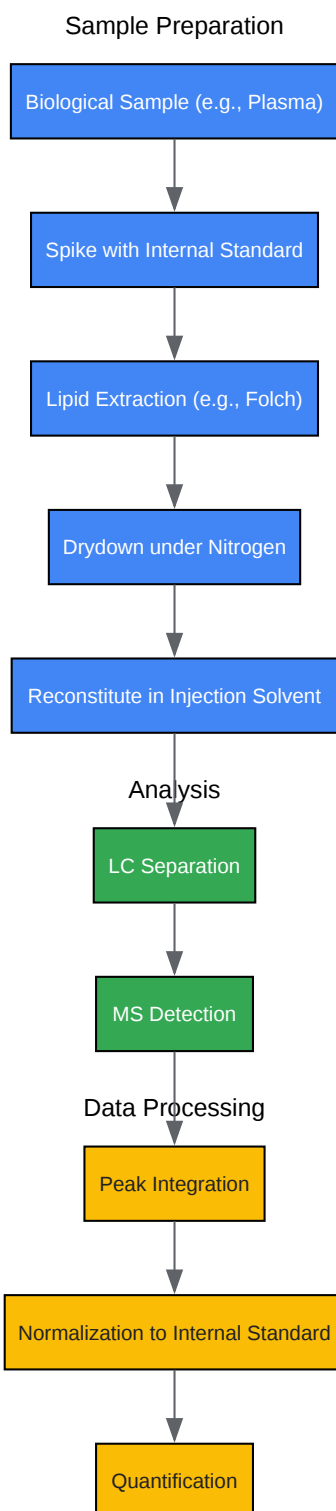 Sample Preparation
Biological Sample (e.g., Plasma)
Spike with Internal Standard
Lipid Extraction (e.g., Folch)
Drydown under Nitrogen
Reconstitute in Injection Solvent
Analysis
LC Separation
MS Detection
Data Processing
Peak Integration
Normalization to Internal Standard
Quantification